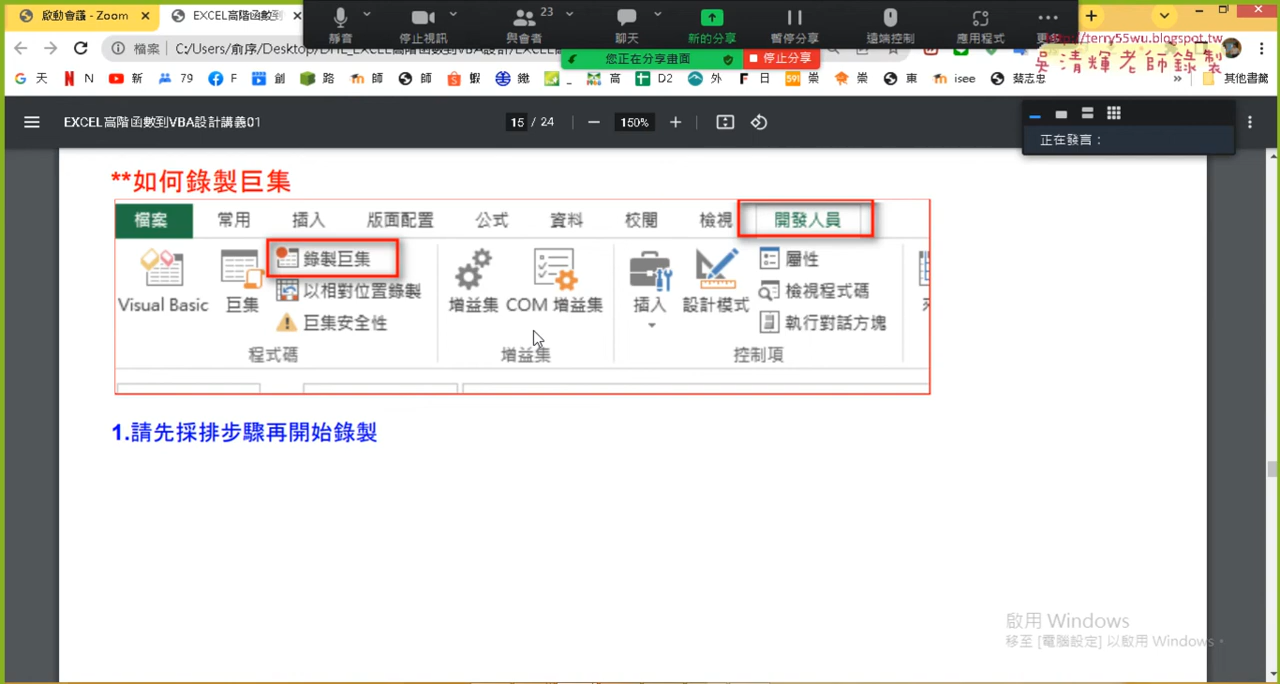 啟動會議 - Zoom
EXCEL高階函數到
靜音
停止視訊
與會者
23
聊天
新的分享
暫停分享
遠端控制
應用程式
檔案
您正在分享畫面
停止分享
http://terry55wu.blogspot.tw
吳清輝老師錄製
天
N
新
79
F
創
路
師
師
蝦
高
D2
外
日
崇
崇
東
isee
蔡志忠
»
其他書籤
EXCEL高階函數到VBA設計講義01
15 / 24
150%
正在發言：
**如何錄製巨集
檔案 常用 插入 版面配置 公式 資料 校閱 檢視 開發人員
Visual Basic
巨集
錄製巨集
以相對位置錄製
巨集安全性
程式碼
增益集
COM 增益集
增益集
插入
設計模式
屬性
檢視程式碼
執行對話方塊
控制項
1.請先採排步驟再開始錄製
啟用 Windows
移至 [電腦設定] 以啟用 Windows。